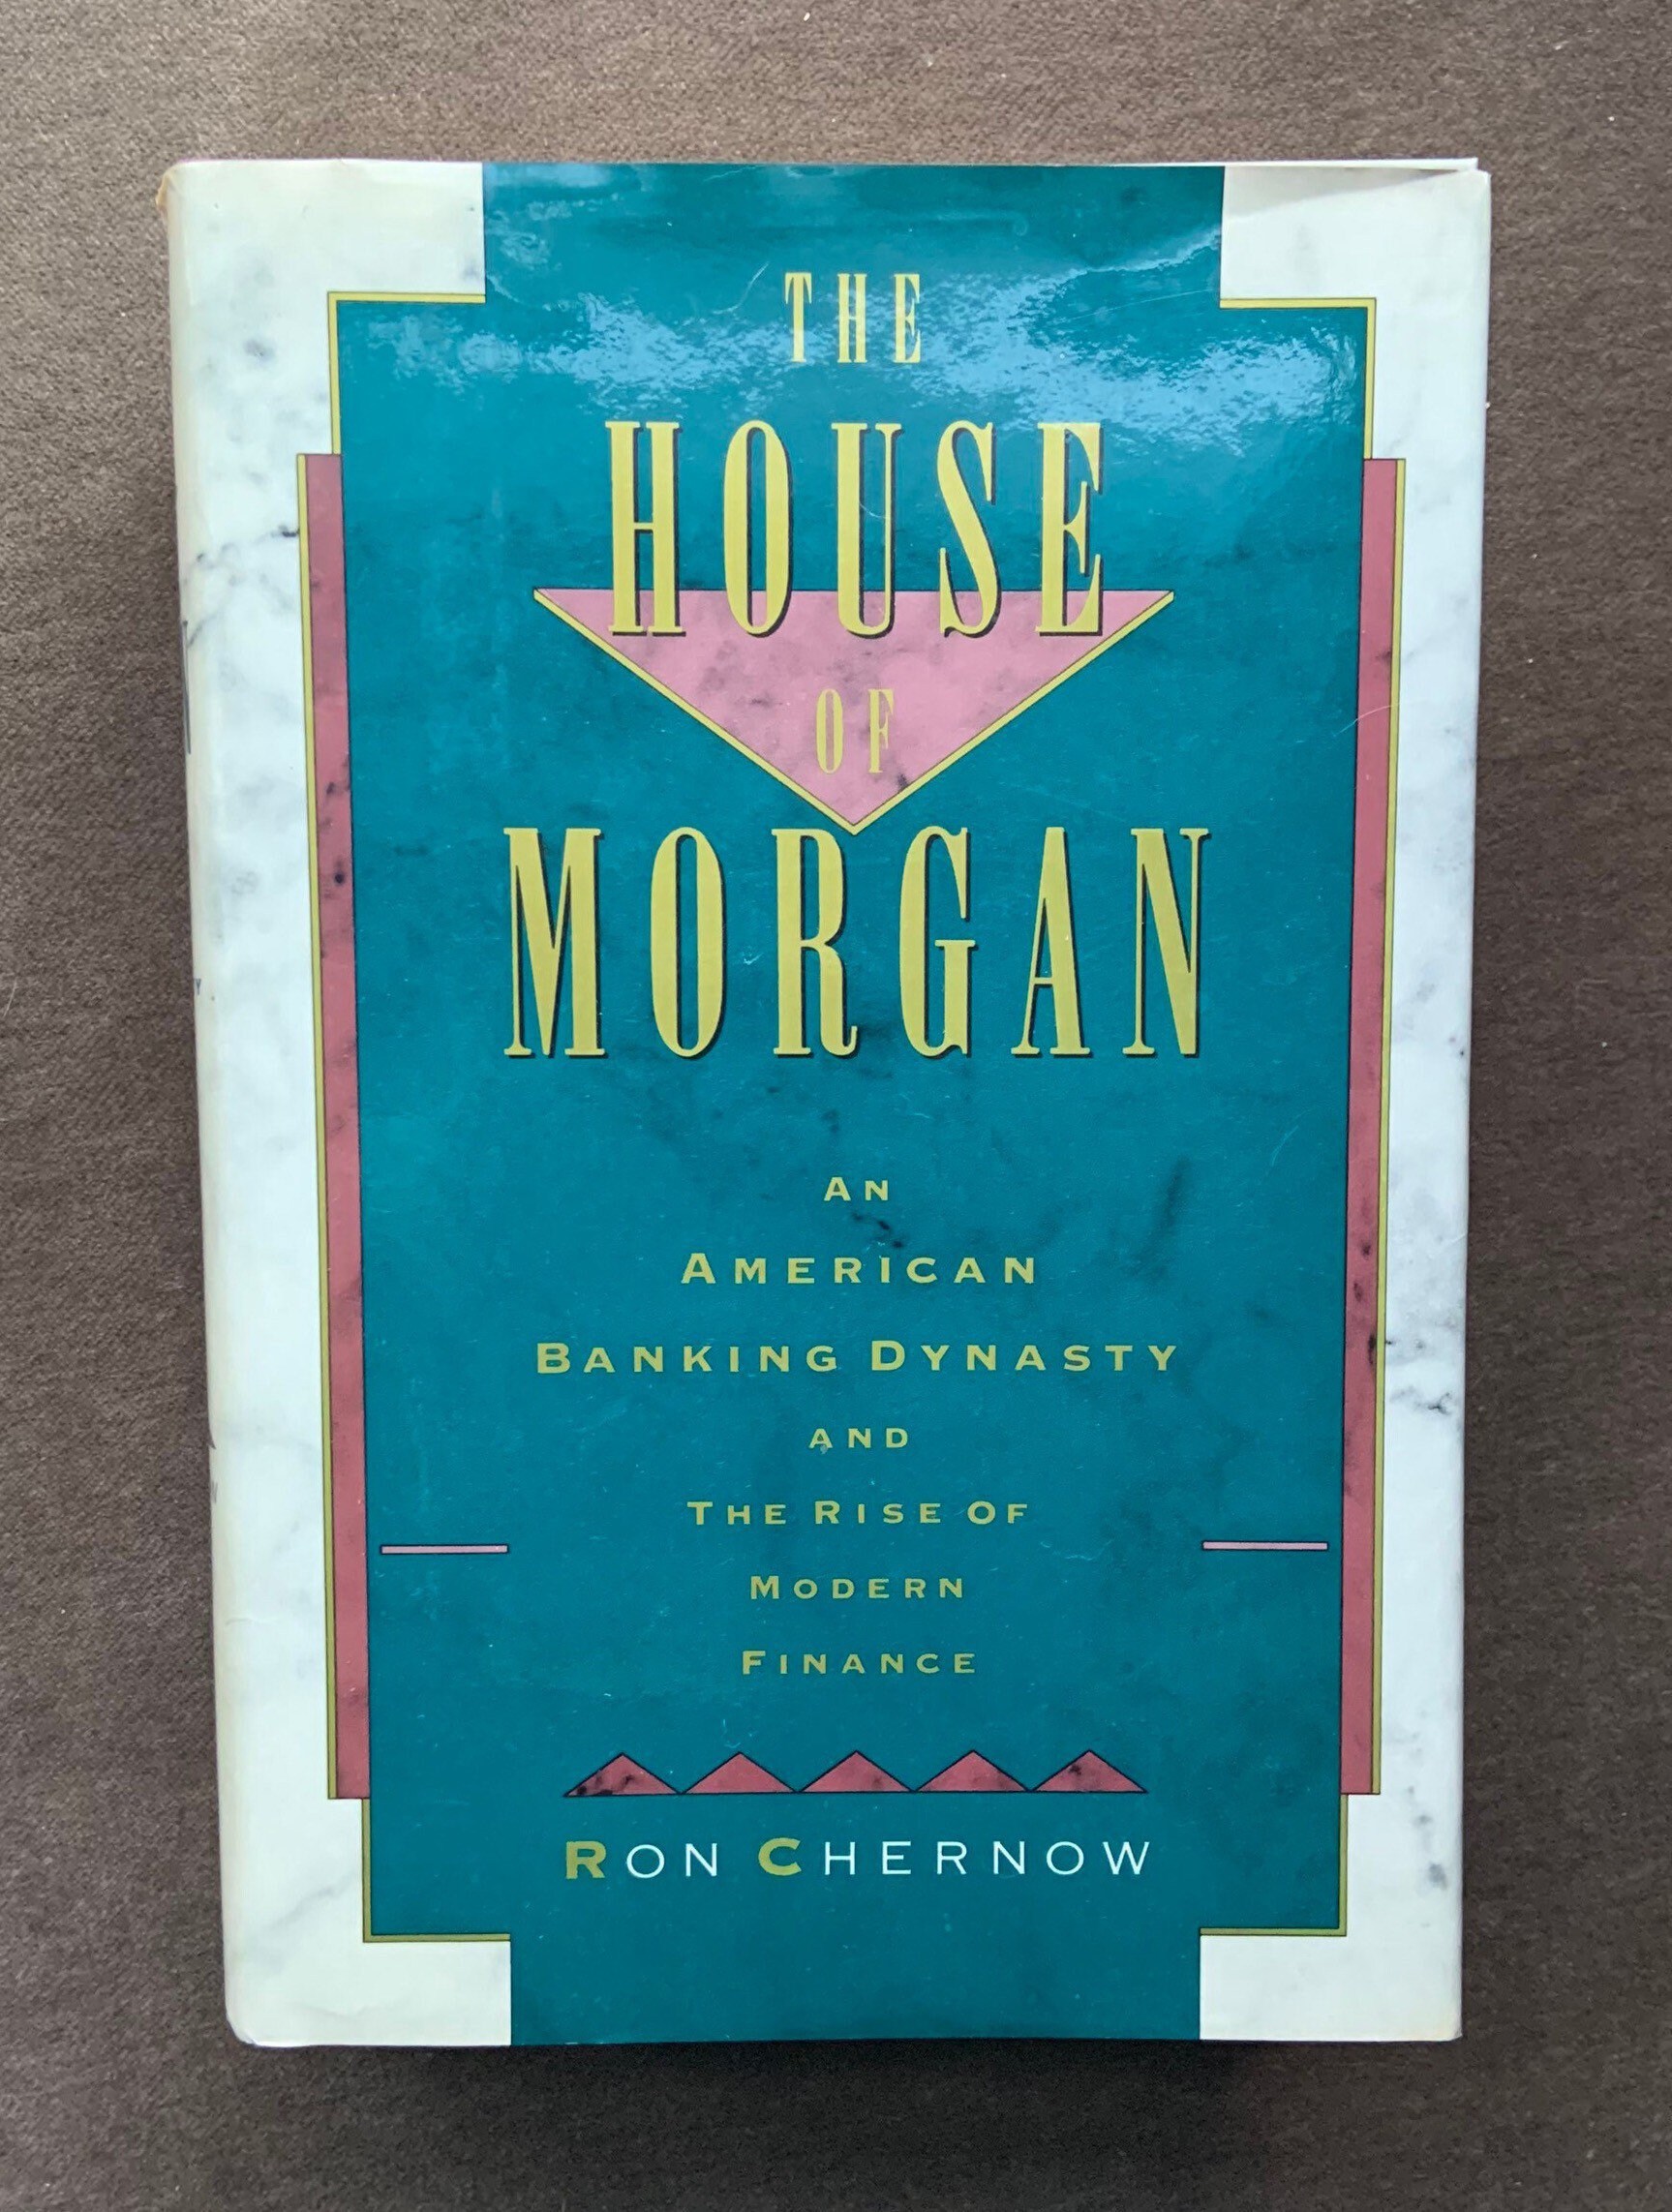 THE
HOUSE
OF
MORGAN
AN
AMERICAN
BANKING DYNASTY
AND
THE RISE OF
MODERN
FINANCE
RON CHERNOW